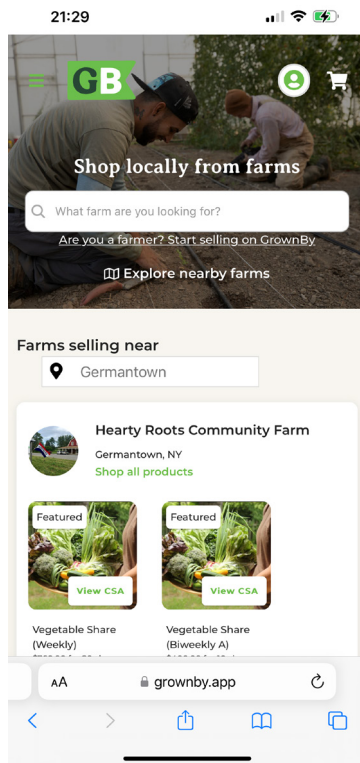 21:29
GB
Shop locally from farms
What farm are you looking for?
Are you a farmer? Start selling on GrownBy
Explore nearby farms
Farms selling near
Germantown
Hearty Roots Community Farm
Germantown, NY
Shop all products
Featured
Featured
View CSA
View CSA
Vegetable Share
(Weekly)
Vegetable Share
(Biweekly A)
AA
grownby.app